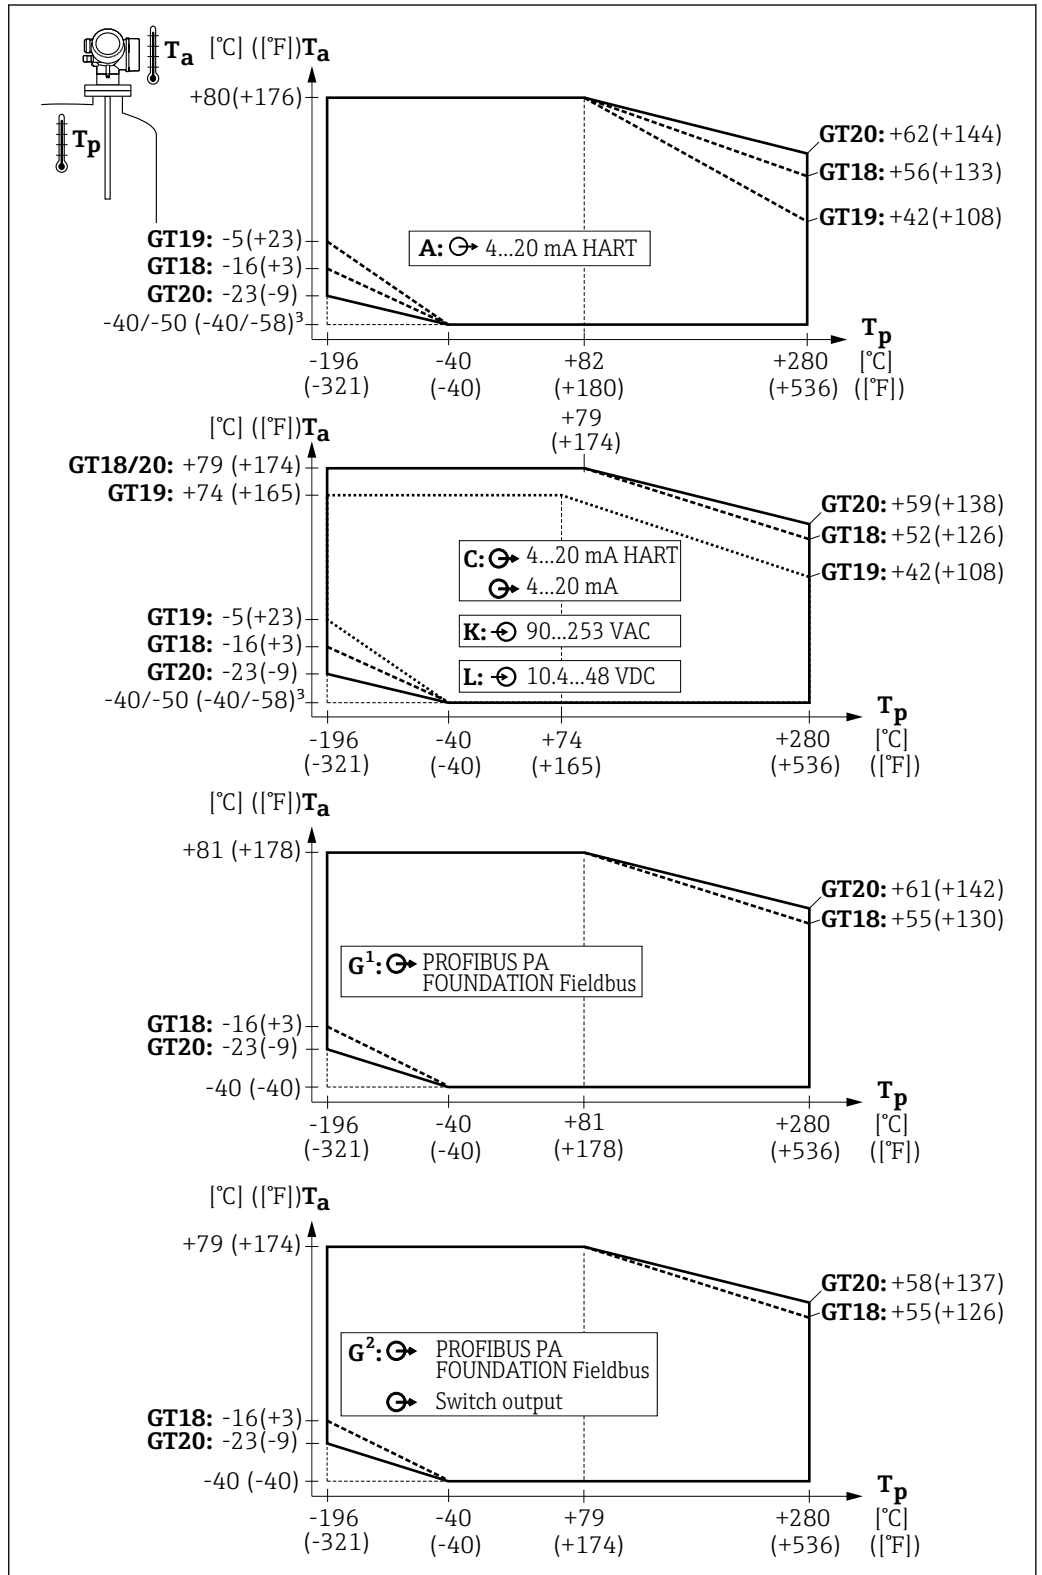 Ta
Tp
[°C] ([°F])Ta
+80(+176)
GT20: +62(+144)
GT18: +56(+133)
GT19: +42(+108)
GT19: -5(+23)
GT18: -16(+3)
GT20: -23(-9)
-40/-50 (-40/-58)³
A: 4...20 mA HART
Tp
-196 -40 +82 +280 [°C]
(-321) (-40) (+180) (+536) ([°F])
[°C] ([°F])Ta
+79
(+174)
GT18/20: +79 (+174)
GT19: +74 (+165)
GT20: +59(+138)
GT18: +52(+126)
GT19: +42(+108)
C: 4...20 mA HART
4...20 mA
K: 90...253 VAC
L: 10.4...48 VDC
GT19: -5(+23)
GT18: -16(+3)
GT20: -23(-9)
-40/-50 (-40/-58)³
Tp
-196 -40 +74 +280 [°C]
(-321) (-40) (+165) (+536) ([°F])
[°C] ([°F])Ta
+81 (+178)
GT20: +61(+142)
GT18: +55(+130)
G¹: PROFIBUS PA
FOUNDATION Fieldbus
GT18: -16(+3)
GT20: -23(-9)
-40 (-40)
Tp
-196 -40 +81 +280 [°C]
(-321) (-40) (+178) (+536) ([°F])
[°C] ([°F])Ta
+79 (+174)
GT20: +58(+137)
GT18: +55(+126)
G²: PROFIBUS PA
FOUNDATION Fieldbus
Switch output
GT18: -16(+3)
GT20: -23(-9)
-40 (-40)
Tp
-196 -40 +79 +280 [°C]
(-321) (-40) (+174) (+536) ([°F])